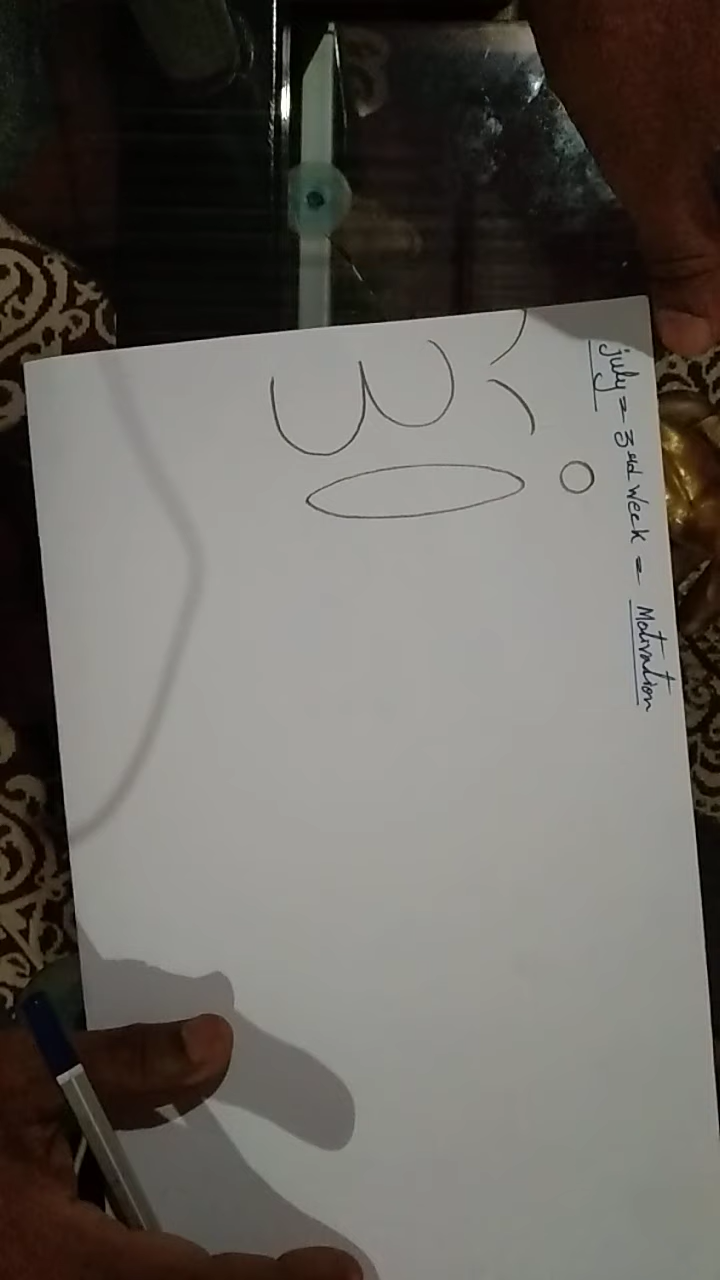 July = 3rd Week = Motivation